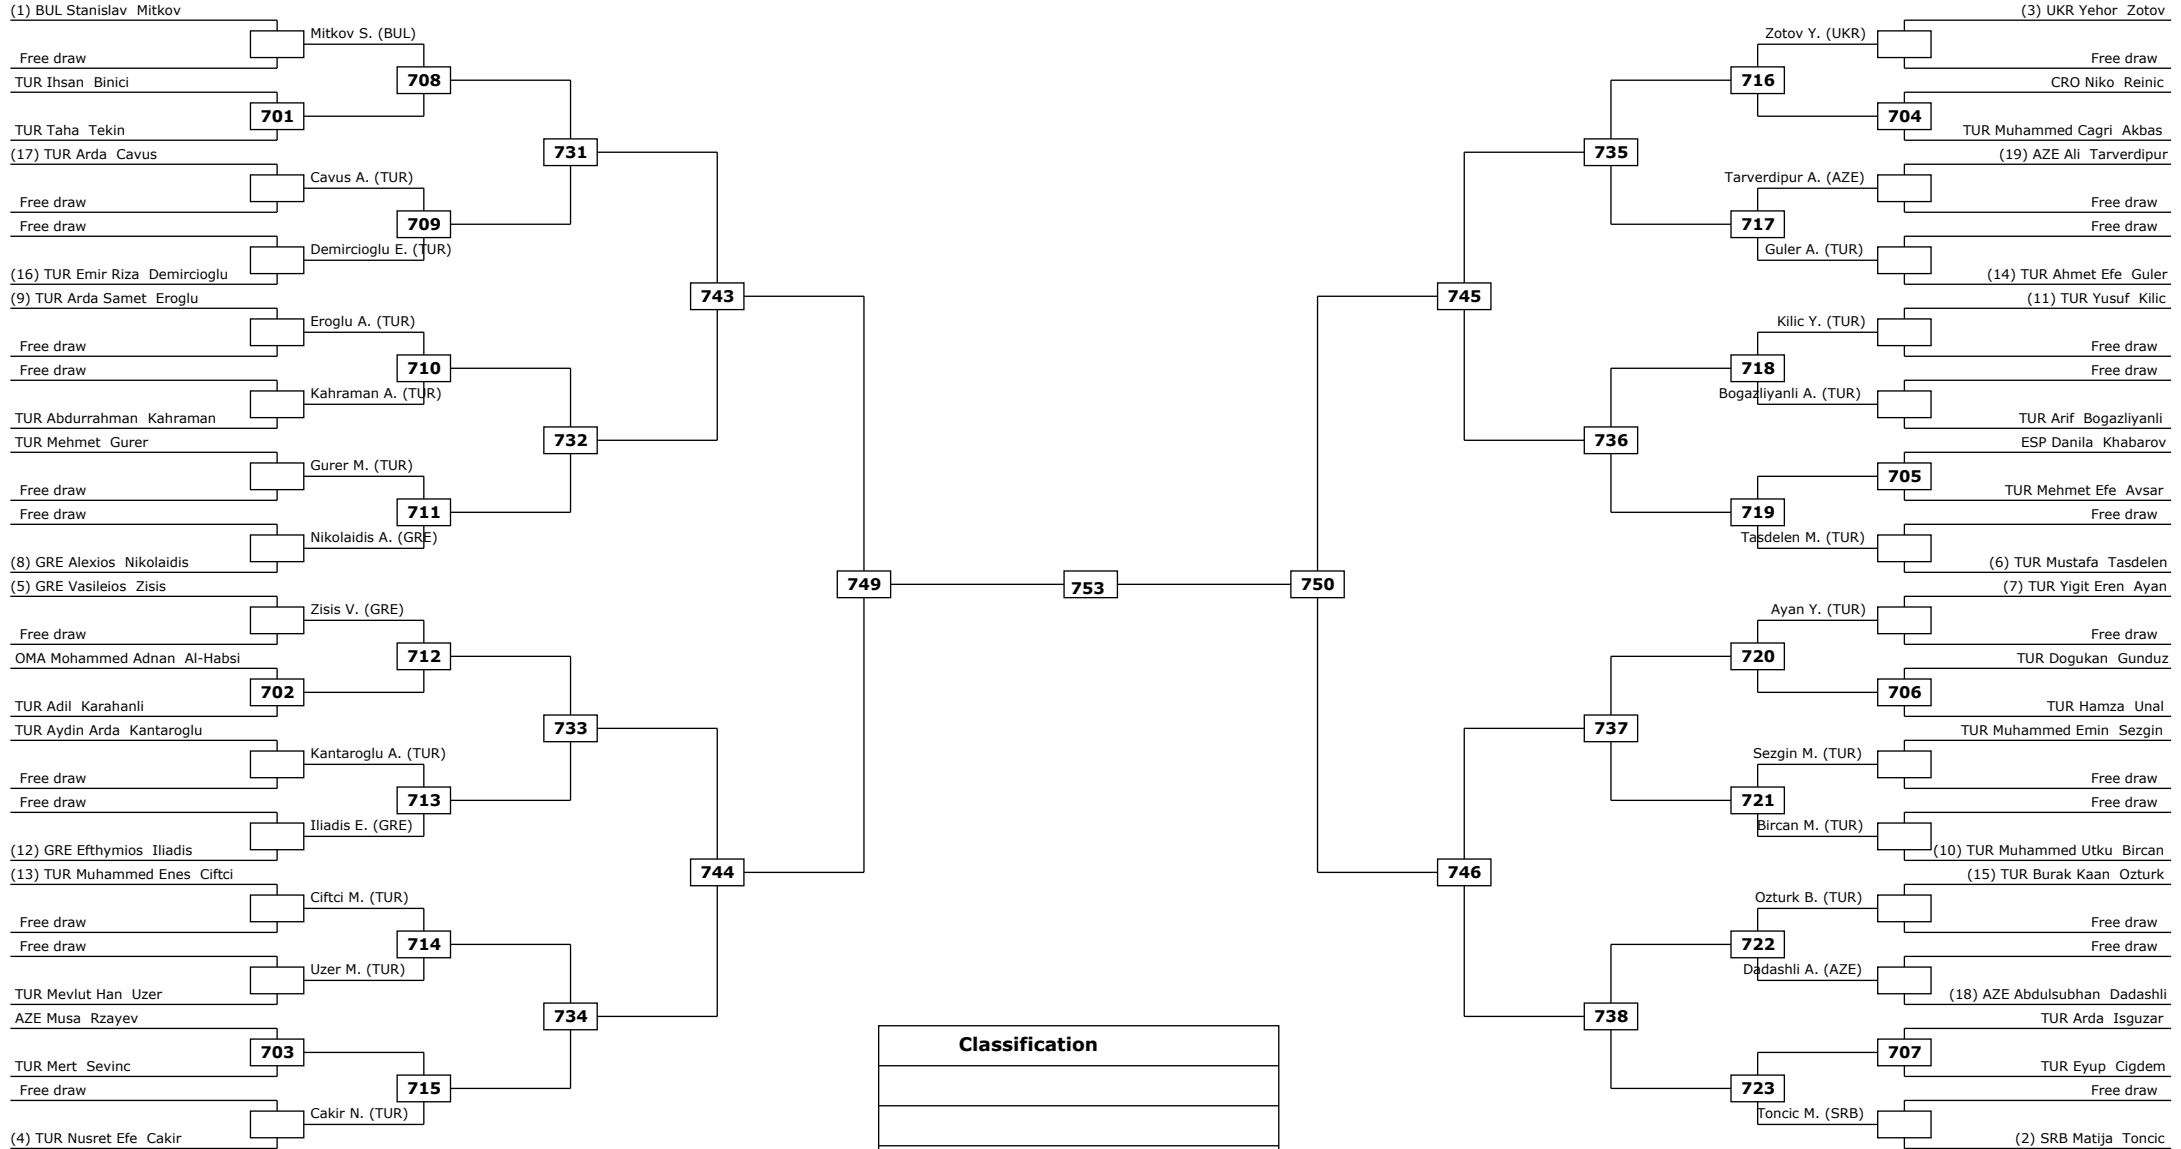 (1) BUL Stanislav Mitkov
Mitkov S. (BUL)
Free draw
708
TUR Ihsan Binici
701
TUR Taha Tekin
731
(17) TUR Arda Cavus
Cavus A. (TUR)
Free draw
709
Free draw
Demircioglu E. (TUR)
(16) TUR Emir Riza Demircioglu
743
(9) TUR Arda Samet Eroglu
Eroglu A. (TUR)
Free draw
710
Free draw
Kahraman A. (TUR)
TUR Abdurrahman Kahraman
732
TUR Mehmet Gurer
Gurer M. (TUR)
Free draw
711
Free draw
Nikolaidis A. (GRE)
(8) GRE Alexios Nikolaidis
749
(5) GRE Vasileios Zisis
Zisis V. (GRE)
Free draw
712
OMA Mohammed Adnan Al-Habsi
702
TUR Adil Karahanli
733
TUR Aydin Arda Kantaroglu
Kantaroglu A. (TUR)
Free draw
713
Free draw
Iliadis E. (GRE)
(12) GRE Efthymios Iliadis
744
(13) TUR Muhammed Enes Ciftci
Ciftci M. (TUR)
Free draw
714
Free draw
Uzer M. (TUR)
TUR Mevlut Han Uzer
734
AZE Musa Rzayev
703
TUR Mert Sevinc
715
Free draw
Cakir N. (TUR)
(4) TUR Nusret Efe Cakir
753
Classification
(3) UKR Yehor Zotov
Zotov Y. (UKR)
Free draw
716
CRO Niko Reinic
704
TUR Muhammed Cagri Akbas
735
(19) AZE Ali Tarverdipur
Tarverdipur A. (AZE)
Free draw
717
Free draw
Guler A. (TUR)
(14) TUR Ahmet Efe Guler
745
(11) TUR Yusuf Kilic
Kilic Y. (TUR)
Free draw
718
Free draw
Bogazliyanli A. (TUR)
TUR Arif Bogazliyanli
736
ESP Danila Khabarov
705
TUR Mehmet Efe Avsar
719
Free draw
Tasdelen M. (TUR)
(6) TUR Mustafa Tasdelen
750
(7) TUR Yigit Eren Ayan
Ayan Y. (TUR)
Free draw
720
TUR Dogukan Gunduz
706
TUR Hamza Unal
737
TUR Muhammed Emin Sezgin
Sezgin M. (TUR)
Free draw
721
Free draw
Bircan M. (TUR)
(10) TUR Muhammed Utku Bircan
746
(15) TUR Burak Kaan Ozturk
Ozturk B. (TUR)
Free draw
722
Free draw
Dadashli A. (AZE)
(18) AZE Abdulsubhan Dadashli
738
TUR Arda Isguzar
707
TUR Eyup Cigdem
723
Free draw
Toncic M. (SRB)
(2) SRB Matija Toncic